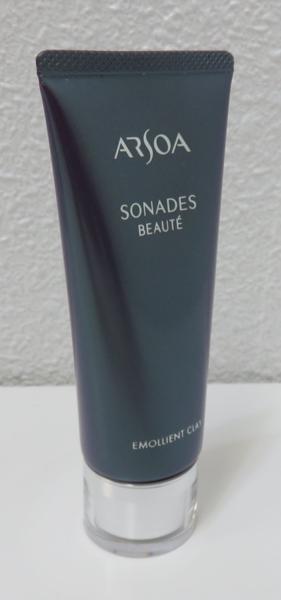 ARSOA
SONADES
BEAUTÉ
EMOLLIENT CLAY